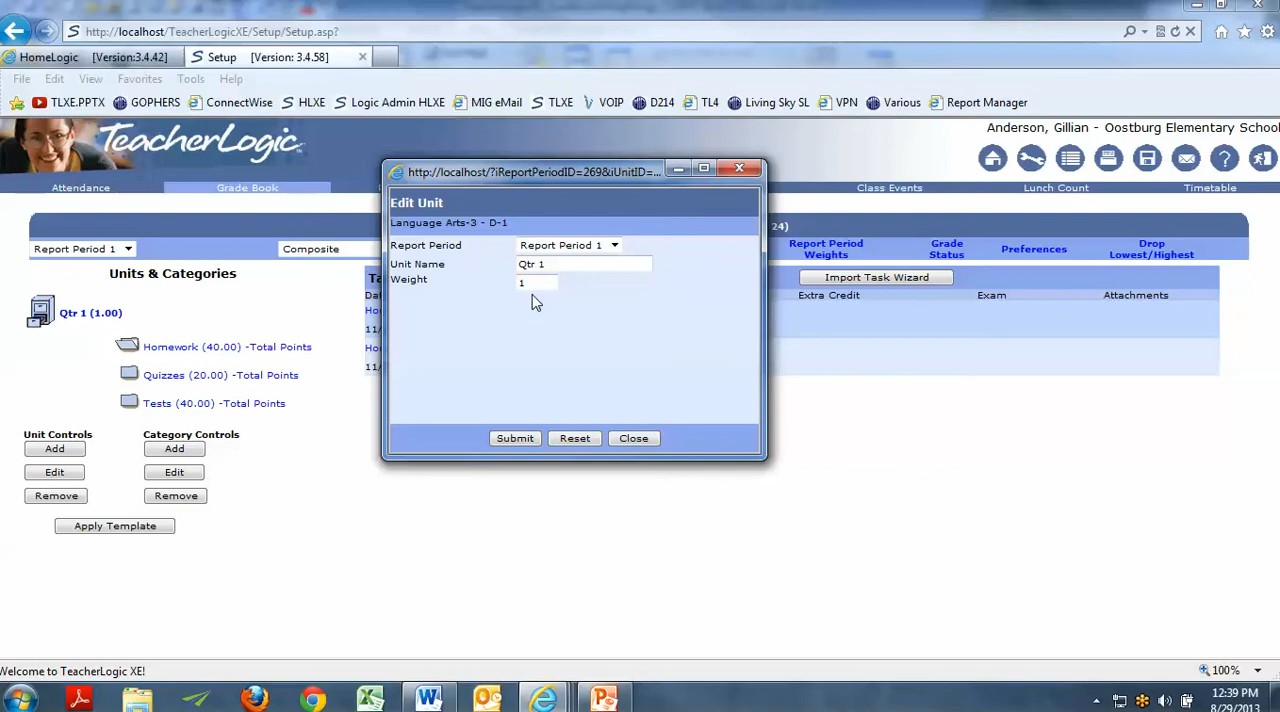 http://localhost/TeacherLogicXE/Setup/Setup.asp?
HomeLogic [Version:3.4.42]
Setup [Version: 3.4.58]
File Edit View Favorites Tools Help
TLXE.PPTX GOPHERS ConnectWise HLXE Logic Admin HLXE MIG eMail TLXE VOIP D214 TL4 Living Sky SL VPN Various Report Manager
TeacherLogic
Anderson, Gillian - Oostburg Elementary School
Attendance Grade Book Class Events Lunch Count Timetable
24)
Report Period 1 Composite
Report Period Weights
Grade Status
Preferences
Drop Lowest/Highest
Units & Categories
Import Task Wizard
Extra Credit Exam Attachments
Qtr 1 (1.00)
Homework (40.00) -Total Points
Quizzes (20.00) -Total Points
Tests (40.00) -Total Points
11/
11/
Unit Controls Category Controls
Add Add
Edit Edit
Remove Remove
Apply Template
http://localhost/?iReportPeriodID=269&iUnitID=...
Edit Unit
Language Arts-3 - D-1
Report Period Report Period 1
Unit Name Qtr 1
Weight 1
Submit Reset Close
Welcome to TeacherLogic XE!
100%
12:39 PM
8/29/2013